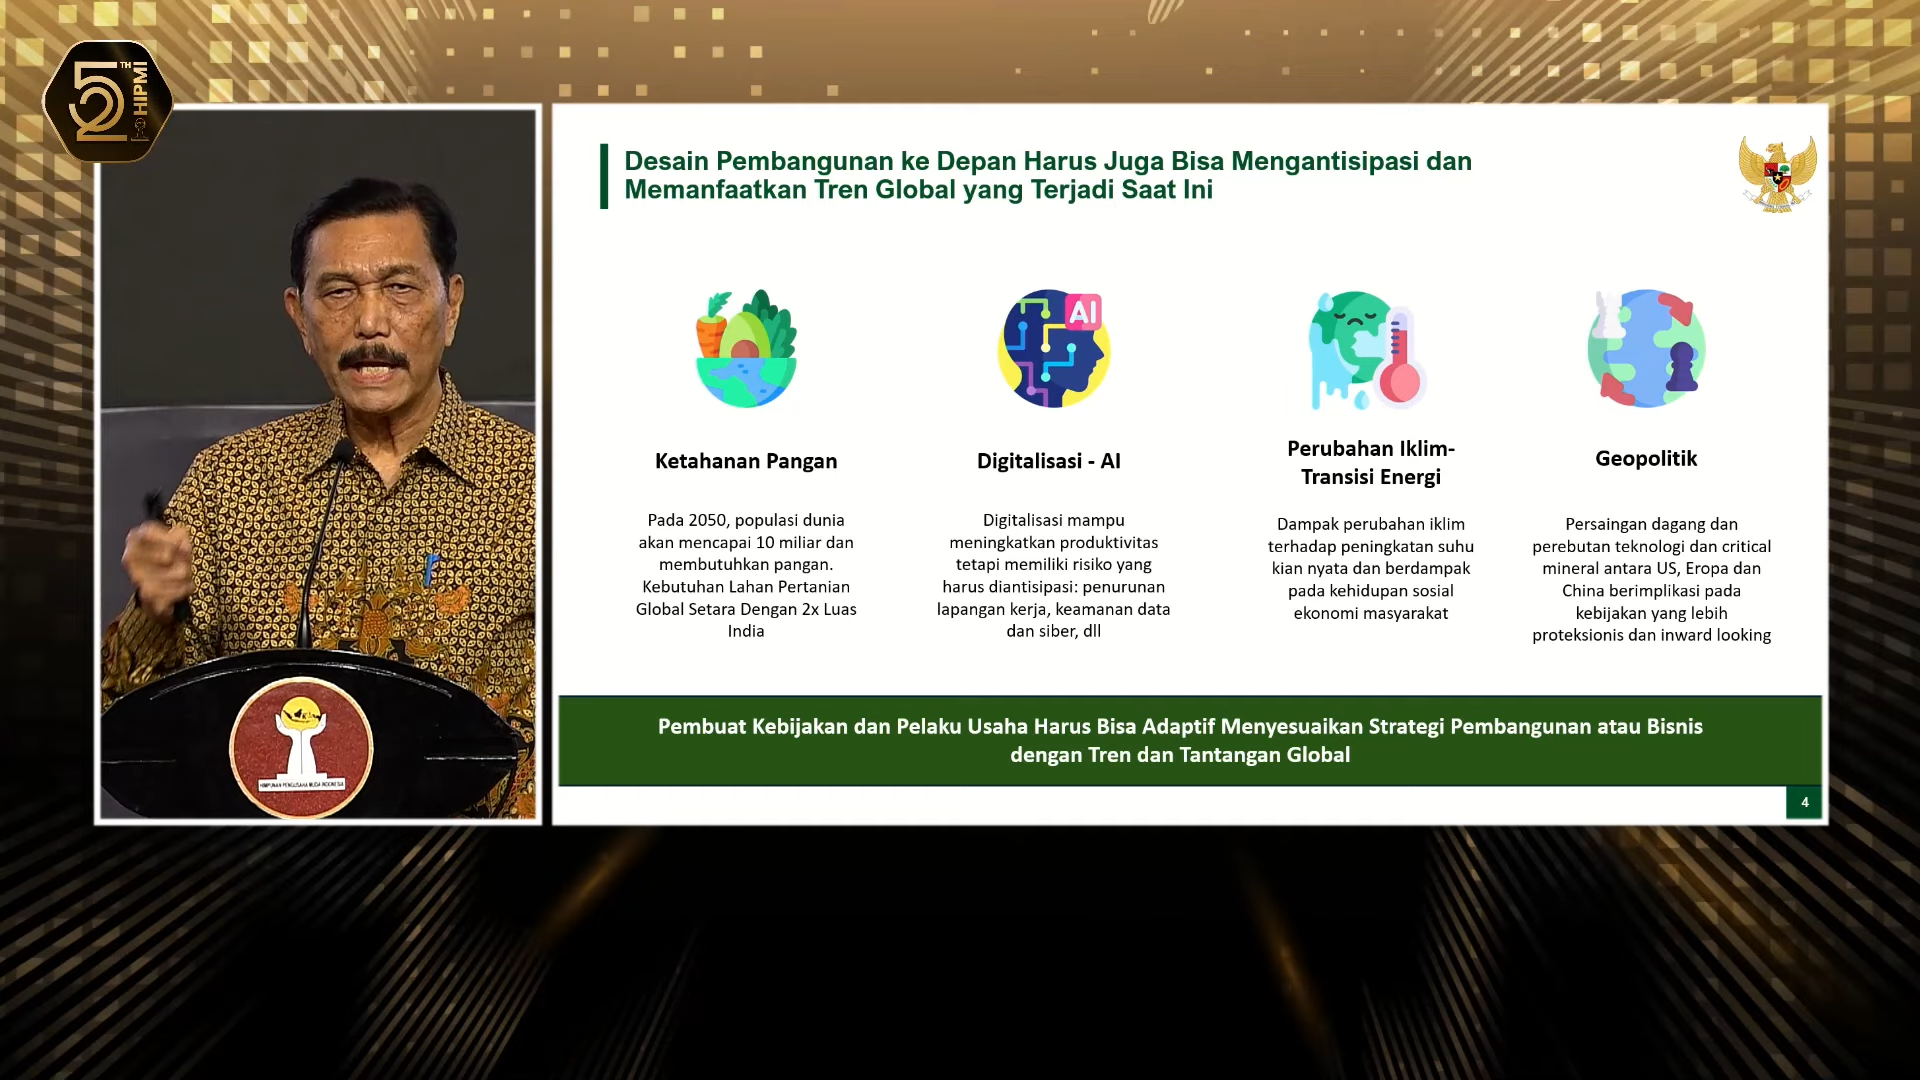 52
TH
HIPMI
Desain Pembangunan ke Depan Harus Juga Bisa Mengantisipasi dan
Memanfaatkan Tren Global yang Terjadi Saat Ini
AI
Ketahanan Pangan
Pada 2050, populasi dunia
akan mencapai 10 miliar dan
membutuhkan pangan.
Kebutuhan Lahan Pertanian
Global Setara Dengan 2x Luas
India
Digitalisasi - AI
Digitalisasi mampu
meningkatkan produktivitas
tetapi memiliki risiko yang
harus diantisipasi: penurunan
lapangan kerja, keamanan data
dan siber, dll
Perubahan Iklim-
Transisi Energi
Dampak perubahan iklim
terhadap peningkatan suhu
kian nyata dan berdampak
pada kehidupan sosial
ekonomi masyarakat
Geopolitik
Persaingan dagang dan
perebutan teknologi dan critical
mineral antara US, Eropa dan
China berimplikasi pada
kebijakan yang lebih
proteksionis dan inward looking
Pembuat Kebijakan dan Pelaku Usaha Harus Bisa Adaptif Menyesuaikan Strategi Pembangunan atau Bisnis
dengan Tren dan Tantangan Global
4
HIMPUNAN PENGUSAHA MUDA INDONESIA